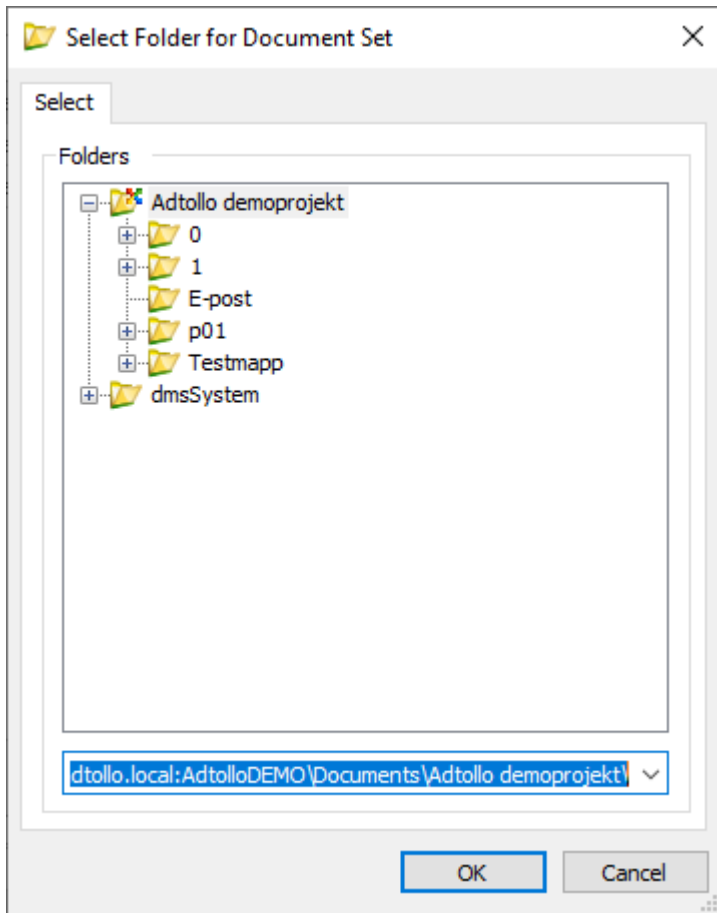 Select Folder for Document Set
Select
Folders
Adtollo demoprojekt
0
1
E-post
p01
Testmapp
dmsSystem
dtollo.local:AdtolloDEMO\Documents\Adtollo demoprojekt\
OK
Cancel